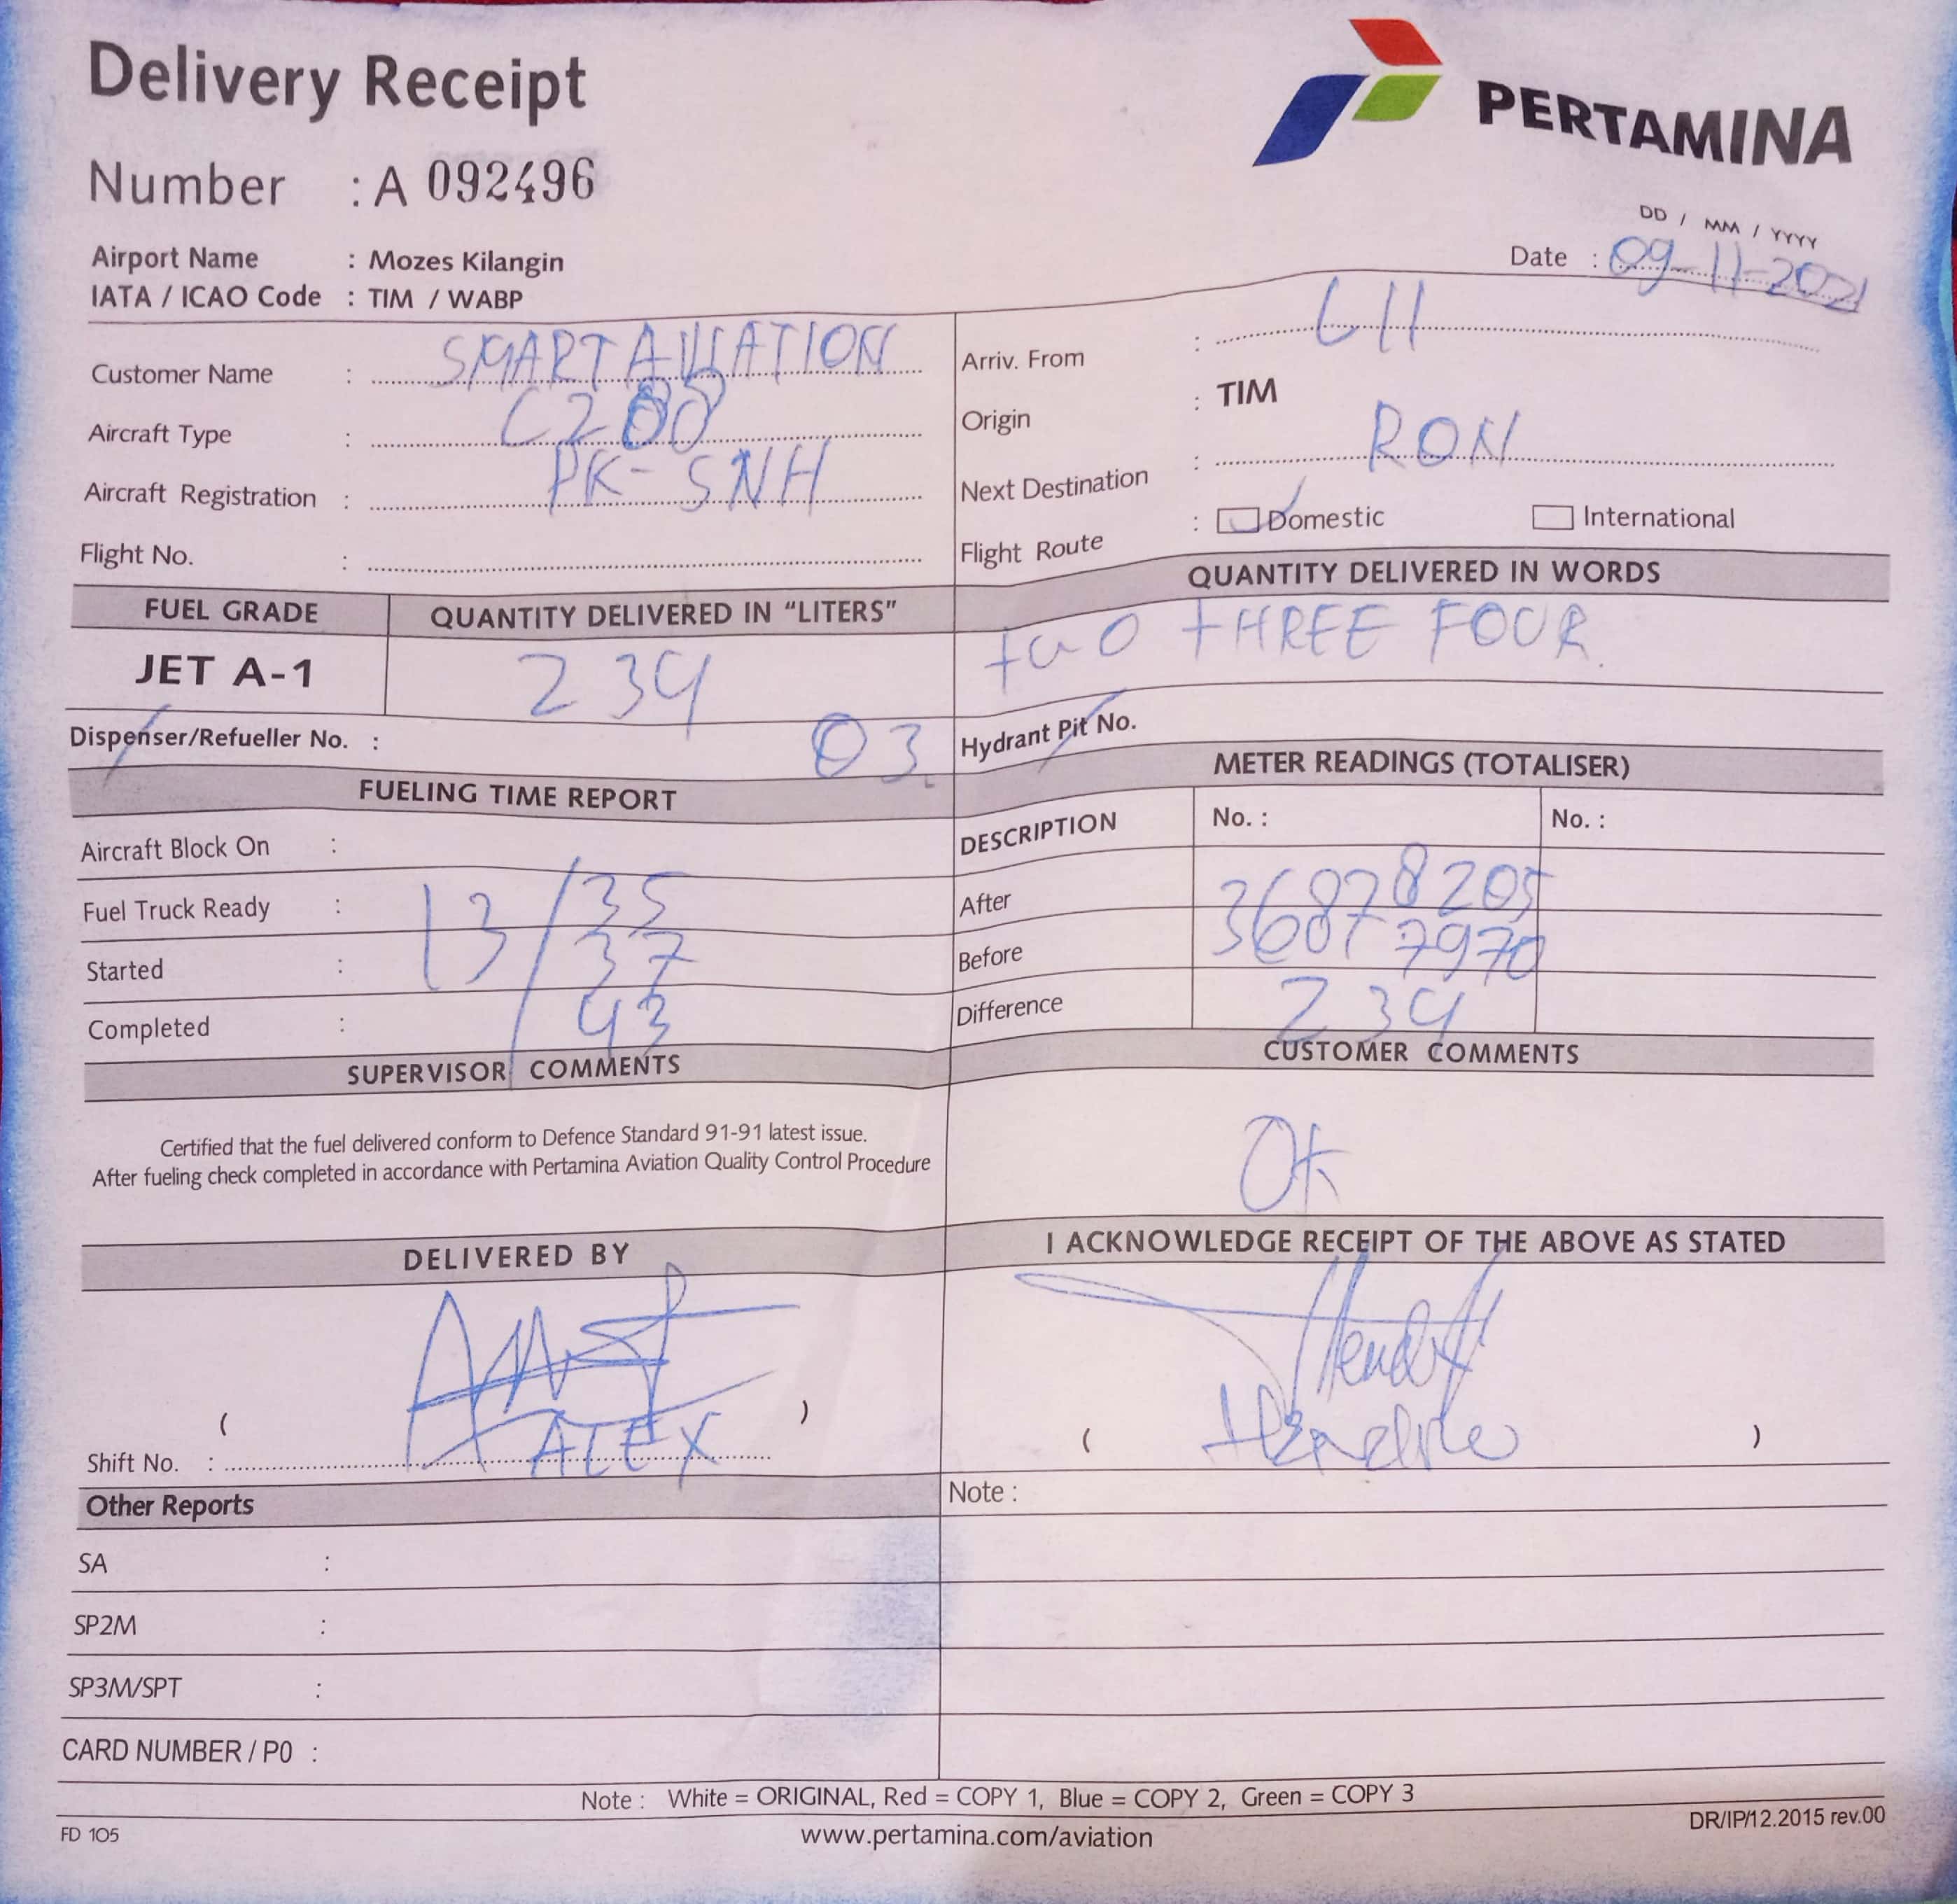 Delivery Receipt
PERTAMINA
Number : A 092496
DD / MM / YYYY
Date : 09-11-2021
Airport Name : Mozes Kilangin
IATA / ICAO Code : TIM / WABP
Customer Name : SMART AVIATION
Aircraft Type : C208
Aircraft Registration : PK-SNH
Flight No. :
Arriv. From :
Origin : TIM
Next Destination : RON
Flight Route : Domestic International
FUEL GRADE QUANTITY DELIVERED IN "LITERS" QUANTITY DELIVERED IN WORDS
JET A-1 234 two THREE FOUR.
Dispenser/Refueller No. : 03. Hydrant Pit No.
FUELING TIME REPORT
Aircraft Block On :
Fuel Truck Ready : 13/35
Started : 37
Completed : 43
METER READINGS (TOTALISER)
DESCRIPTION No. : No. :
After 36878205
Before 36877970
Difference 234
SUPERVISOR COMMENTS
Certified that the fuel delivered conform to Defence Standard 91-91 latest issue.
After fueling check completed in accordance with Pertamina Aviation Quality Control Procedure
CUSTOMER COMMENTS
OK
DELIVERED BY
( )
Shift No. : ALEX
I ACKNOWLEDGE RECEIPT OF THE ABOVE AS STATED
( )
Other Reports
SA :
SP2M :
SP3M/SPT :
CARD NUMBER / P0 :
Note :
Note : White = ORIGINAL, Red = COPY 1, Blue = COPY 2, Green = COPY 3
FD 105
www.pertamina.com/aviation
DR/IP/12.2015 rev.00